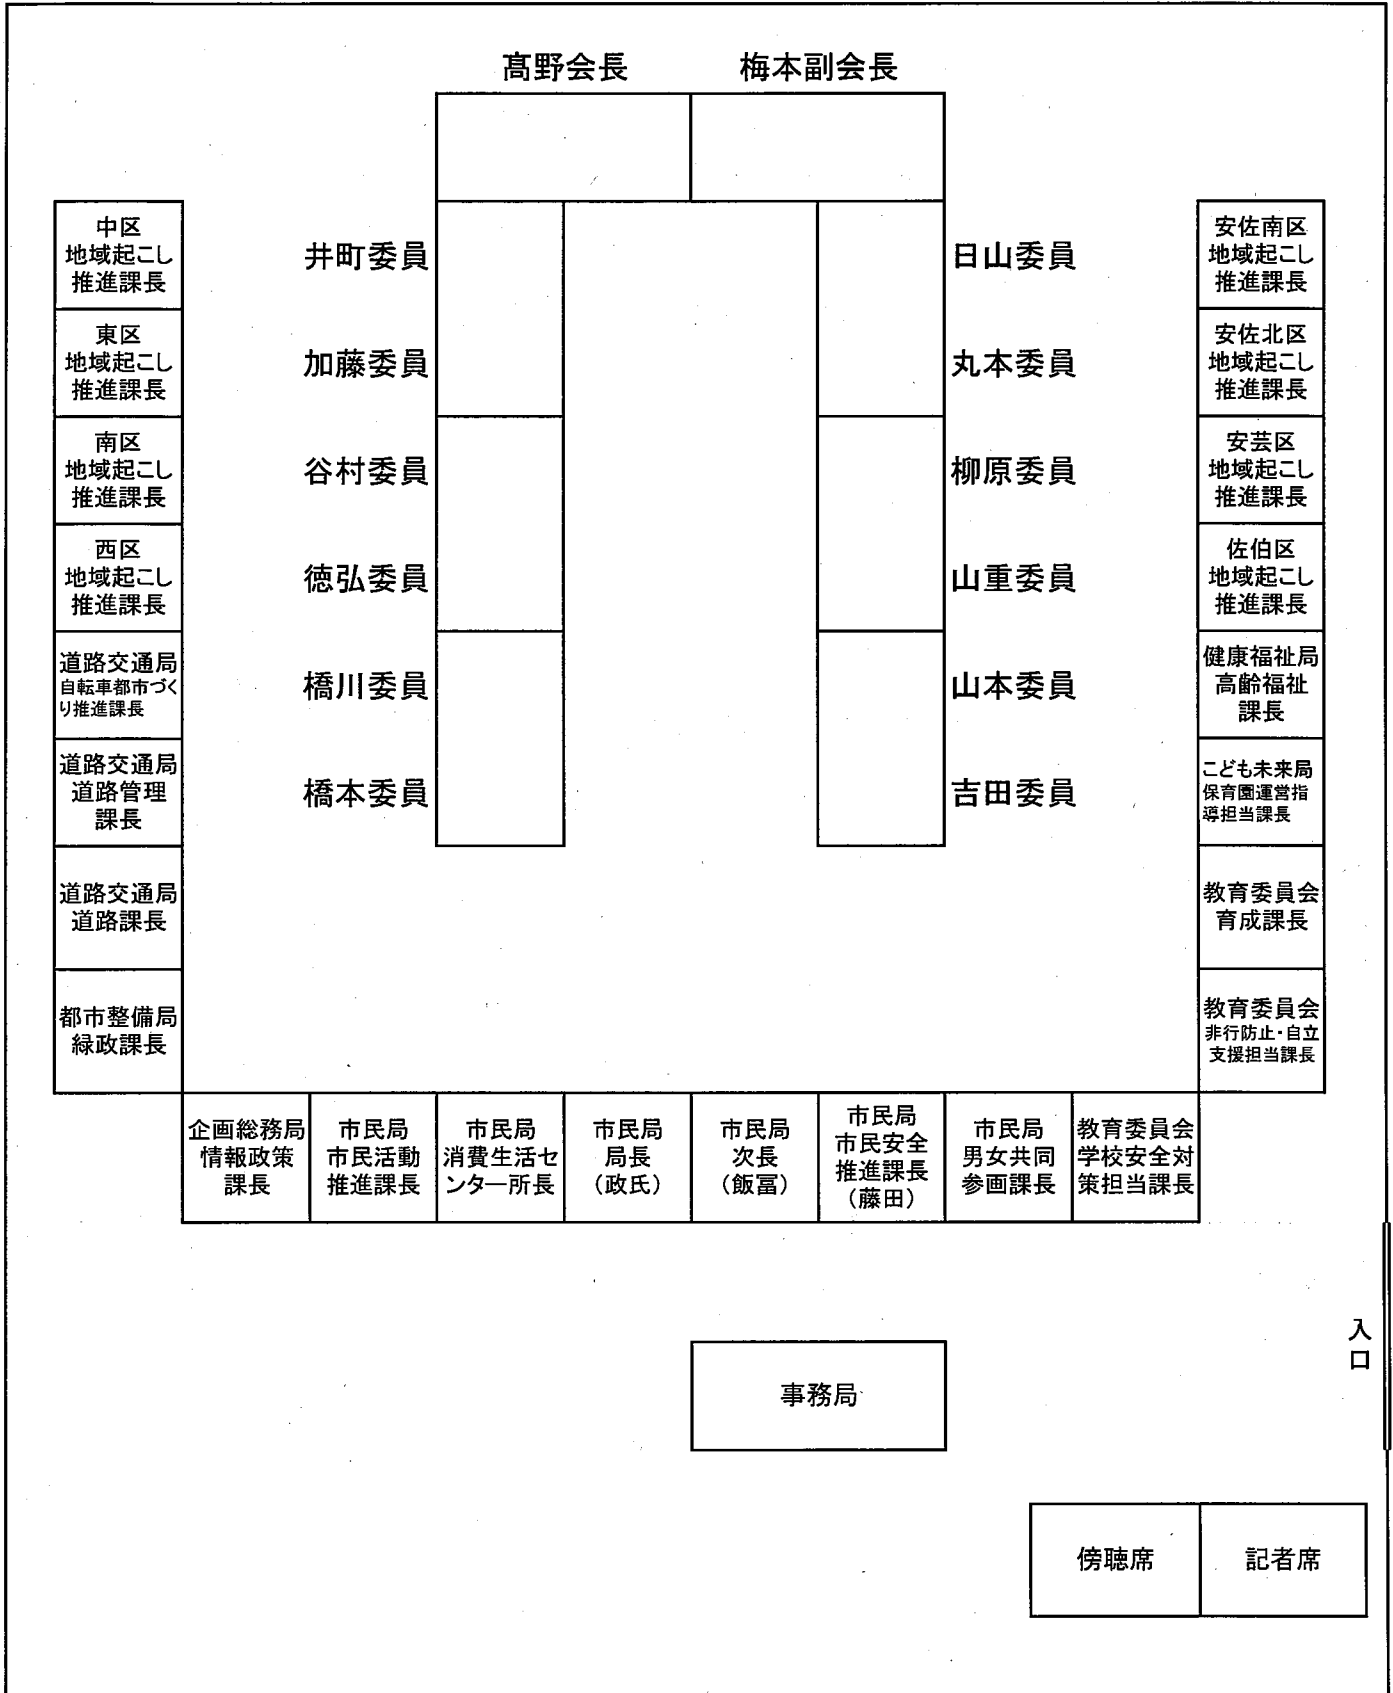 髙野会長
梅本副会長
中区
地域起こし
推進課長
東区
地域起こし
推進課長
南区
地域起こし
推進課長
西区
地域起こし
推進課長
道路交通局
自転車都市づく
り推進課長
道路交通局
道路管理
課長
道路交通局
道路課長
都市整備局
緑政課長
井町委員
加藤委員
谷村委員
徳弘委員
橋川委員
橋本委員
日山委員
丸本委員
柳原委員
山重委員
山本委員
吉田委員
安佐南区
地域起こし
推進課長
安佐北区
地域起こし
推進課長
安芸区
地域起こし
推進課長
佐伯区
地域起こし
推進課長
健康福祉局
高齢福祉
課長
こども未来局
保育園運営指
導担当課長
教育委員会
育成課長
教育委員会
非行防止・自立
支援担当課長
企画総務局
情報政策
課長
市民局
市民活動
推進課長
市民局
消費生活セ
ンター所長
市民局
局長
（政氏）
市民局
次長
（飯冨）
市民局
市民安全
推進課長
（藤田）
市民局
男女共同
参画課長
教育委員会
学校安全対
策担当課長
入口
事務局
傍聴席
記者席